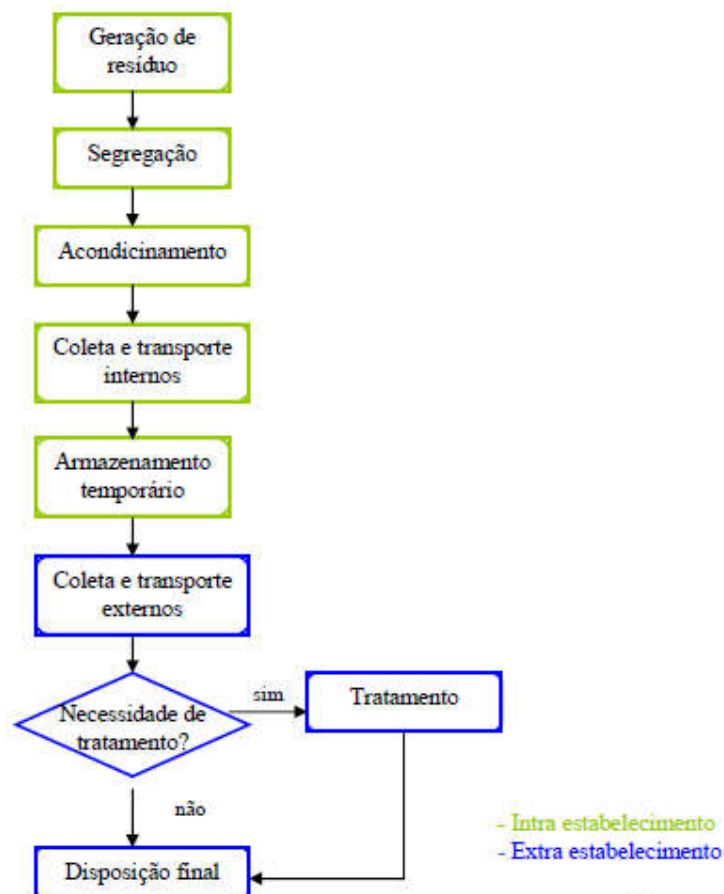 Geração de
resíduo
Segregação
Acondicinamento
Coleta e transporte
internos
Armazenamento
temporário
Coleta e transporte
externos
Necessidade de
tratamento?
sim
Tratamento
não
Disposição final
- Intra estabelecimento
- Extra estabelecimento